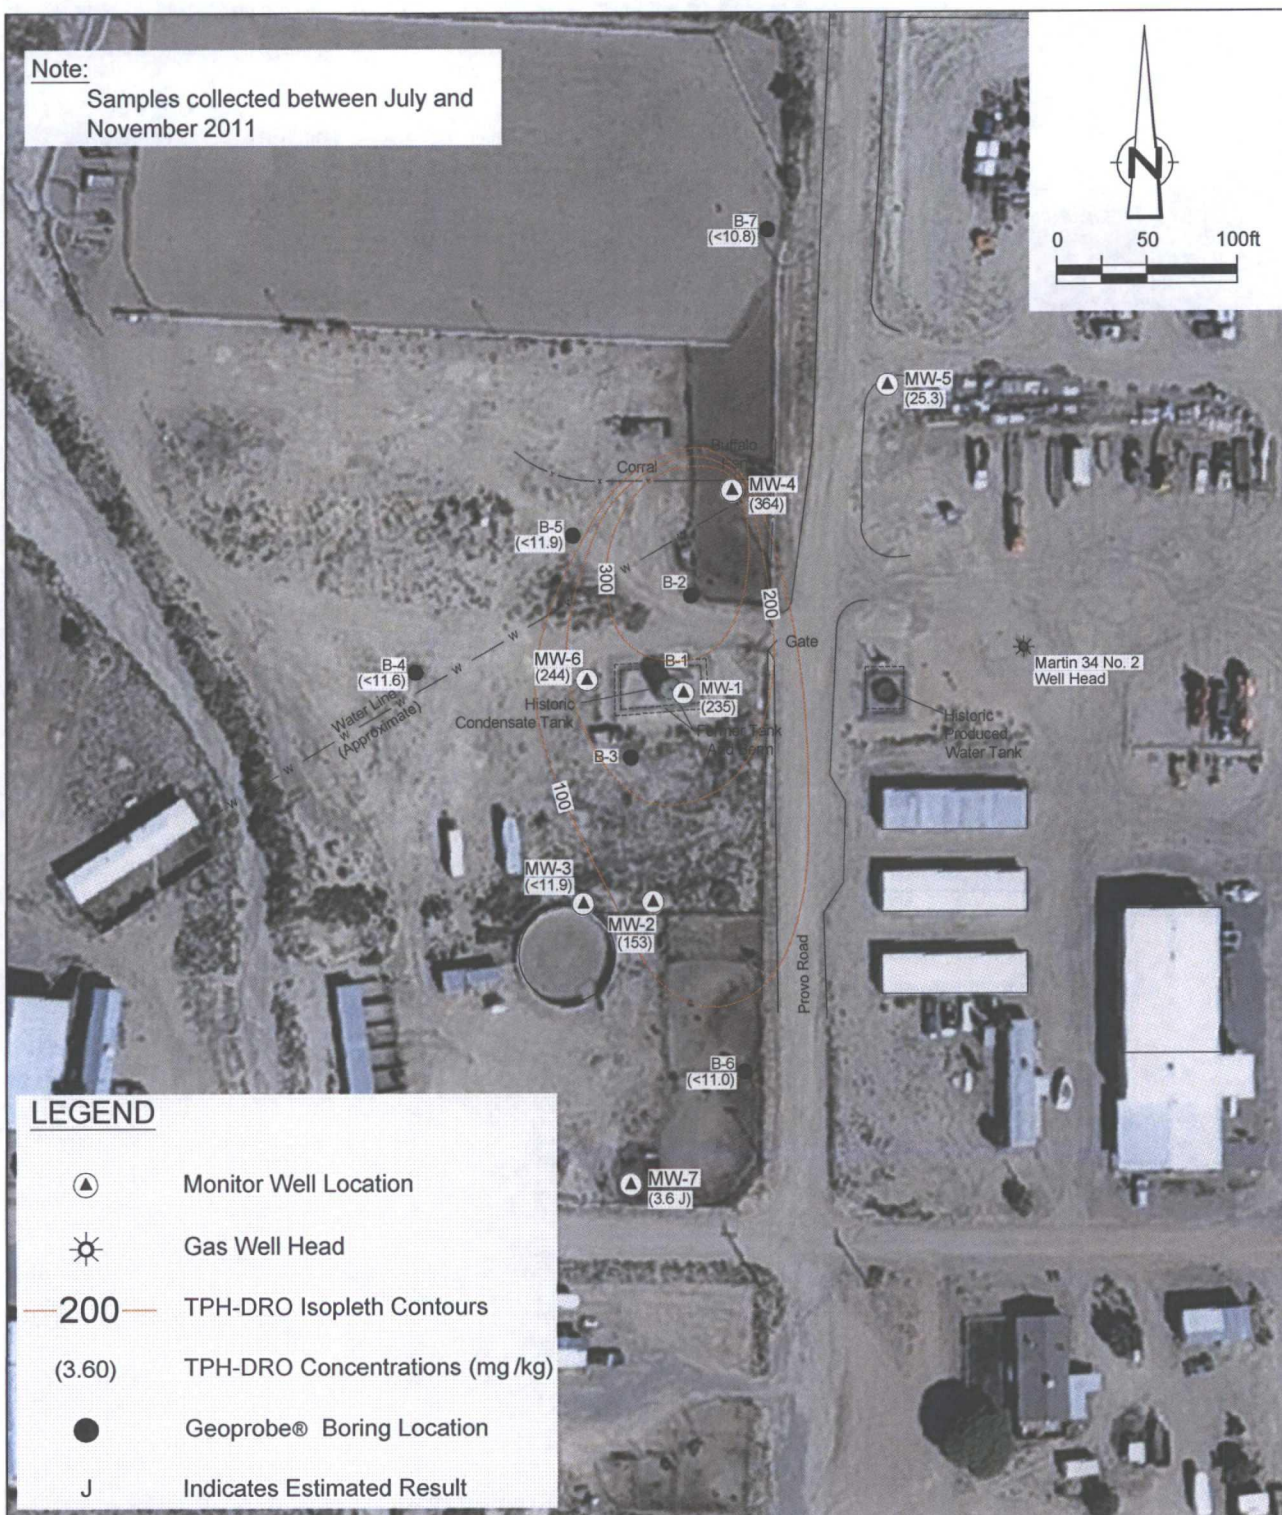 Note:
Samples collected between July and
November 2011
N
0 50 100ft
B-7
(<10.8)
MW-5
(25.3)
Buffalo
Corral
MW-4
(364)
B-5
(<11.9)
w
300
B-2
200
w
Gate
B-1
MW-6
(244)
B-4
(<11.6)
MW-1
(235)
Martin 34 No. 2
Well Head
Historic
Condensate Tank
Water Line
(Approximate)
w
w
Former Tank
And Berm
Historic
Produced
Water Tank
B-3
w
w
100
MW-3
(<11.9)
MW-2
(153)
Provo Road
B-6
(<11.0)
MW-7
(3.6 J)
LEGEND
Monitor Well Location
Gas Well Head
200 TPH-DRO Isopleth Contours
(3.60) TPH-DRO Concentrations (mg/kg)
Geoprobe® Boring Location
J Indicates Estimated Result